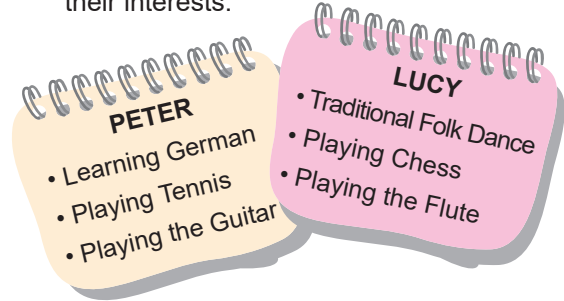 their interests.
PETER
• Learning German
• Playing Tennis
• Playing the Guitar
LUCY
• Traditional Folk Dance
• Playing Chess
• Playing the Flute